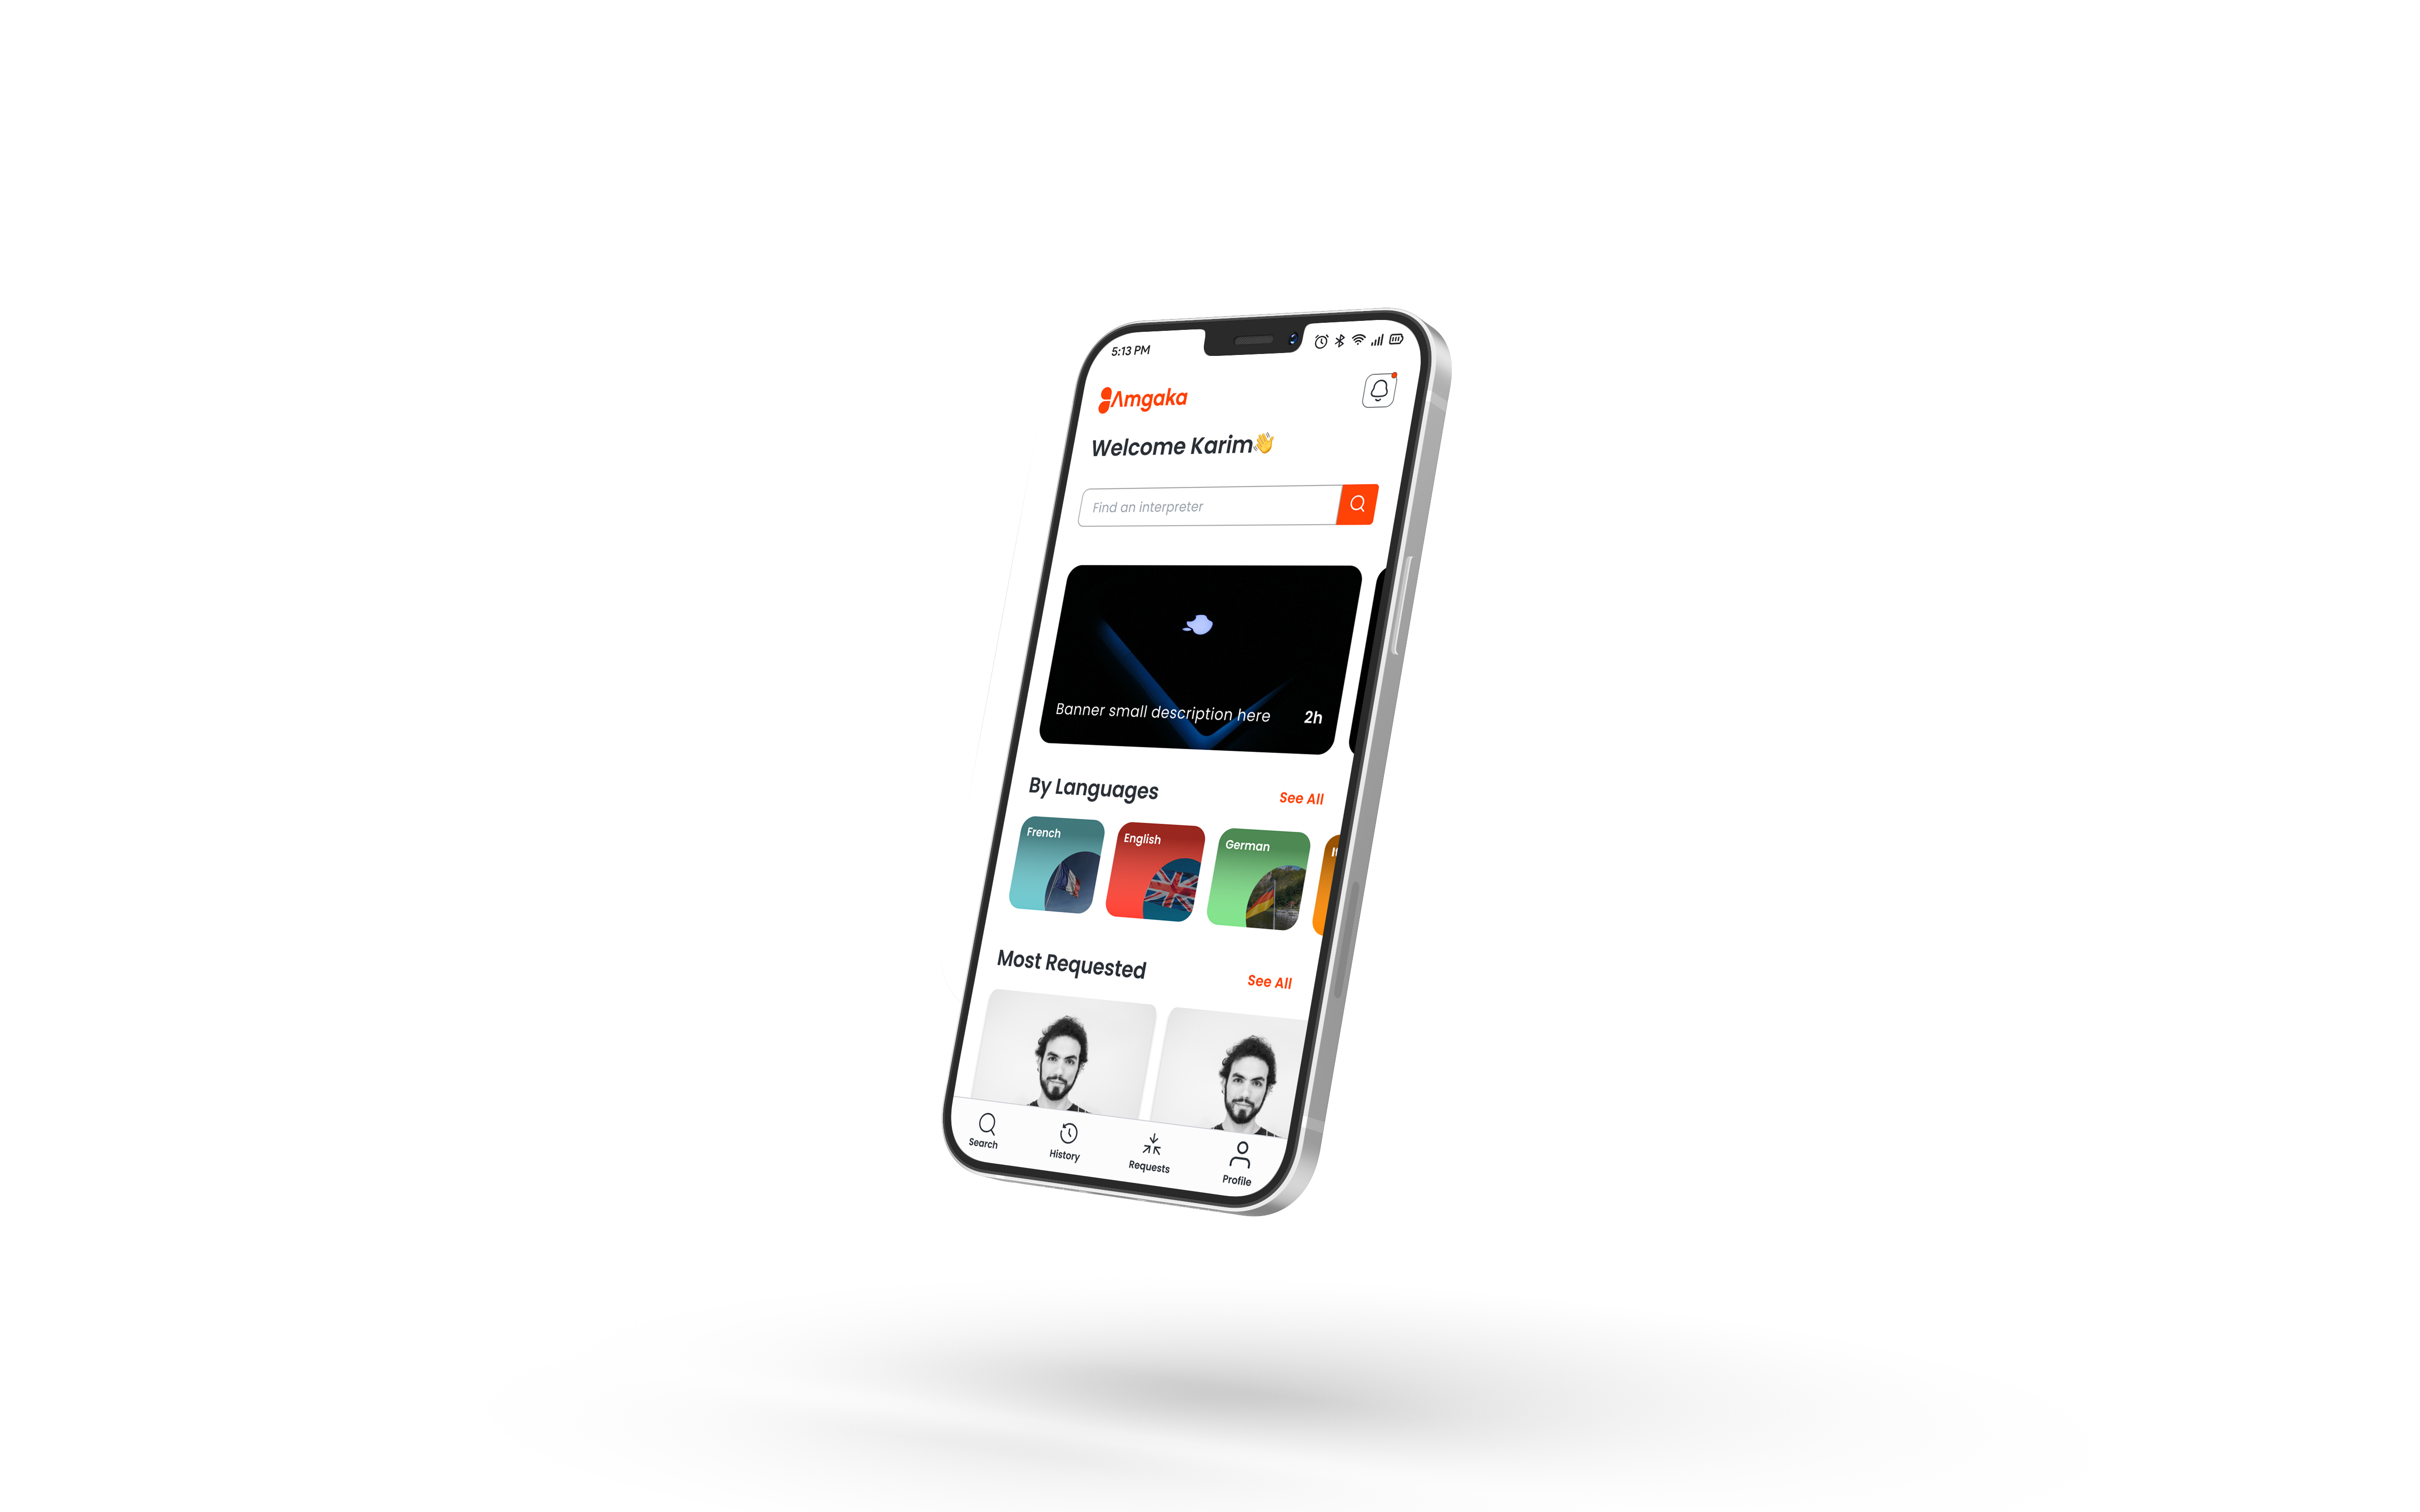 5:13 PM
Amgaka
Welcome Karim👋
Find an interpreter
Banner small description here 2h
By Languages See All
French English German
Most Requested See All
Search History Requests Profile